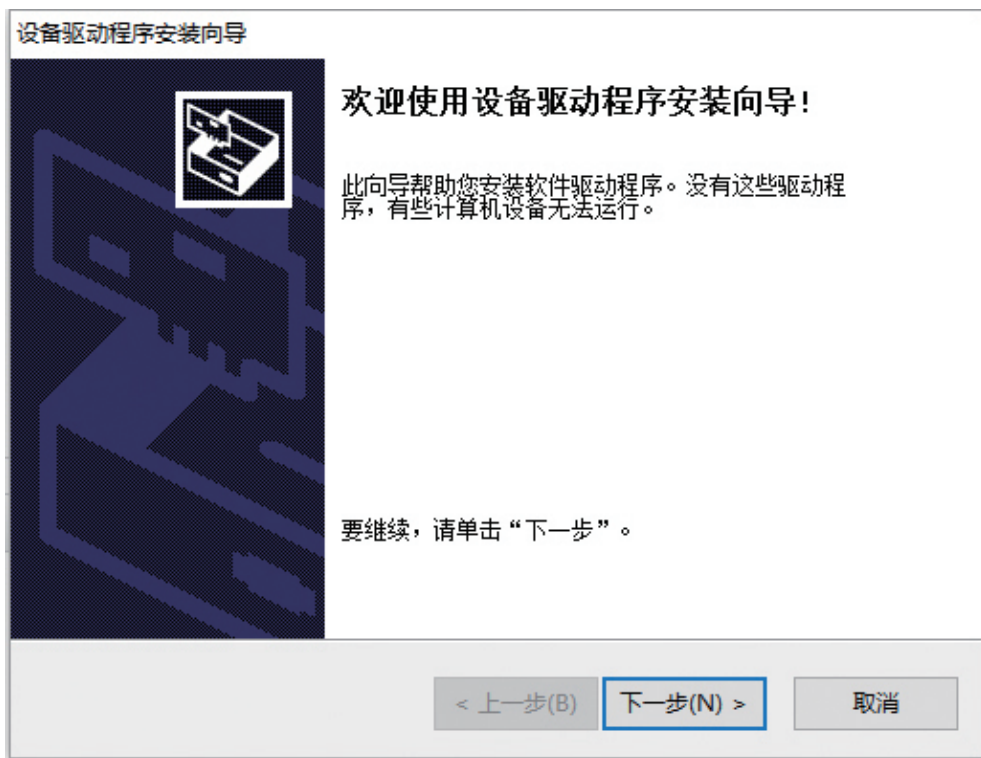 设备驱动程序安装向导
欢迎使用设备驱动程序安装向导!
此向导帮助您安装软件驱动程序。没有这些驱动程
序，有些计算机设备无法运行。
要继续，请单击“下一步”。
< 上一步(B)
下一步(N) >
取消